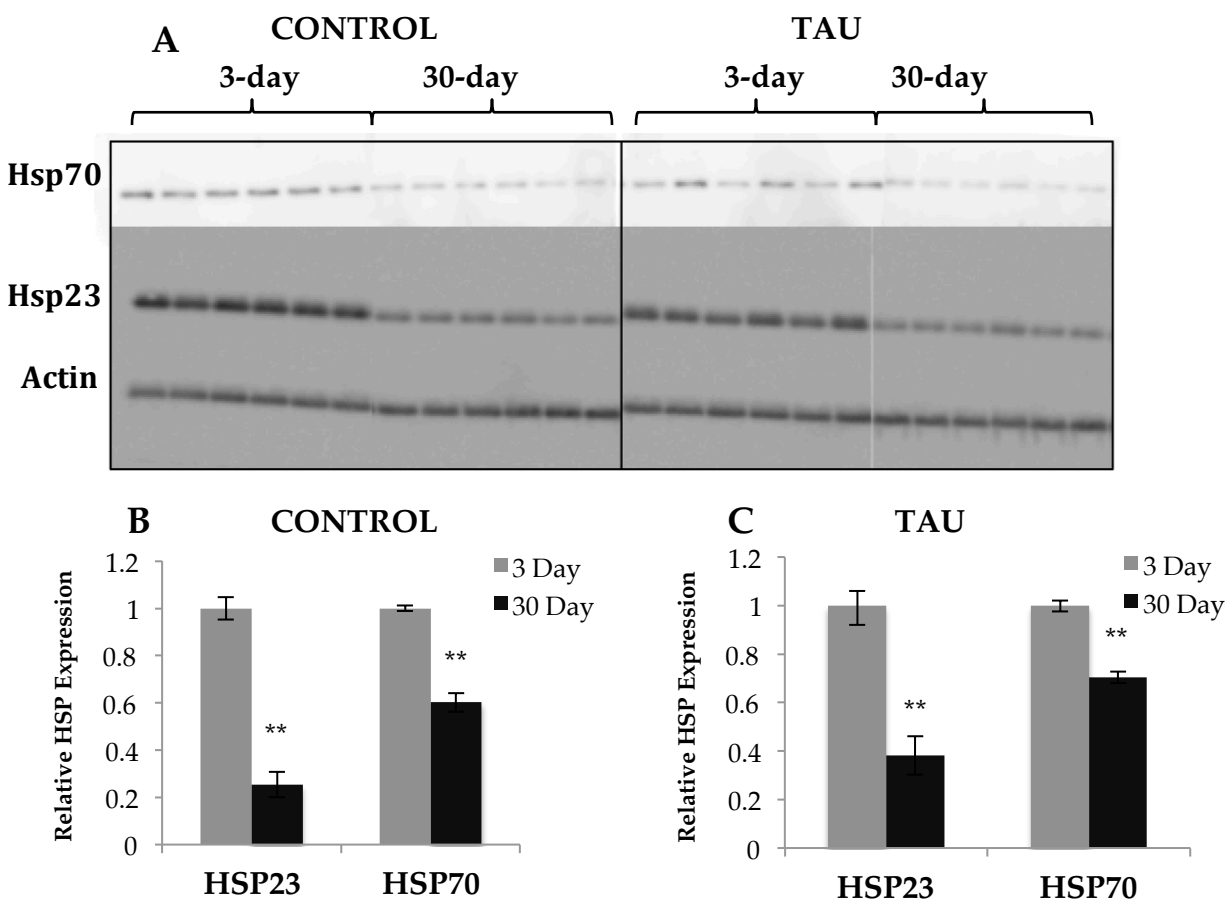 A CONTROL TAU
3-day 30-day 3-day 30-day
Hsp70
Hsp23
Actin
B CONTROL
Relative HSP Expression
1.2
1
0.8
0.6
0.4
0.2
0
**
**
3 Day
30 Day
HSP23 HSP70
C TAU
Relative HSP Expression
1.2
1
0.8
0.6
0.4
0.2
0
**
**
3 Day
30 Day
HSP23 HSP70